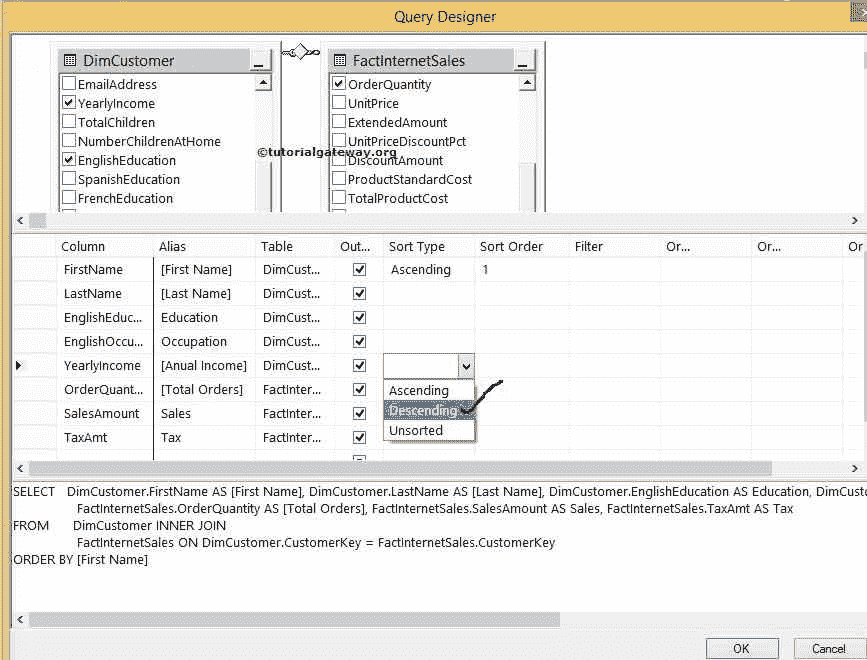 Query Designer
DimCustomer
EmailAddress
YearlyIncome
TotalChildren
NumberChildrenAtHome
EnglishEducation
SpanishEducation
FrenchEducation
FactInternetSales
OrderQuantity
UnitPrice
ExtendedAmount
UnitPriceDiscountPct
DiscountAmount
ProductStandardCost
TotalProductCost
©tutorialgateway.org
Column Alias Table Out... Sort Type Sort Order Filter Or... Or... Or
FirstName [First Name] DimCust... Ascending 1
LastName [Last Name] DimCust...
EnglishEduc... Education DimCust...
EnglishOccu... Occupation DimCust...
YearlyIncome [Anual Income] DimCust...
OrderQuant... [Total Orders] FactInter... Ascending
SalesAmount Sales FactInter... Descending
TaxAmt Tax FactInter... Unsorted
SELECT DimCustomer.FirstName AS [First Name], DimCustomer.LastName AS [Last Name], DimCustomer.EnglishEducation AS Education, DimCusto
FactInternetSales.OrderQuantity AS [Total Orders], FactInternetSales.SalesAmount AS Sales, FactInternetSales.TaxAmt AS Tax
FROM DimCustomer INNER JOIN
FactInternetSales ON DimCustomer.CustomerKey = FactInternetSales.CustomerKey
ORDER BY [First Name]
OK Cancel